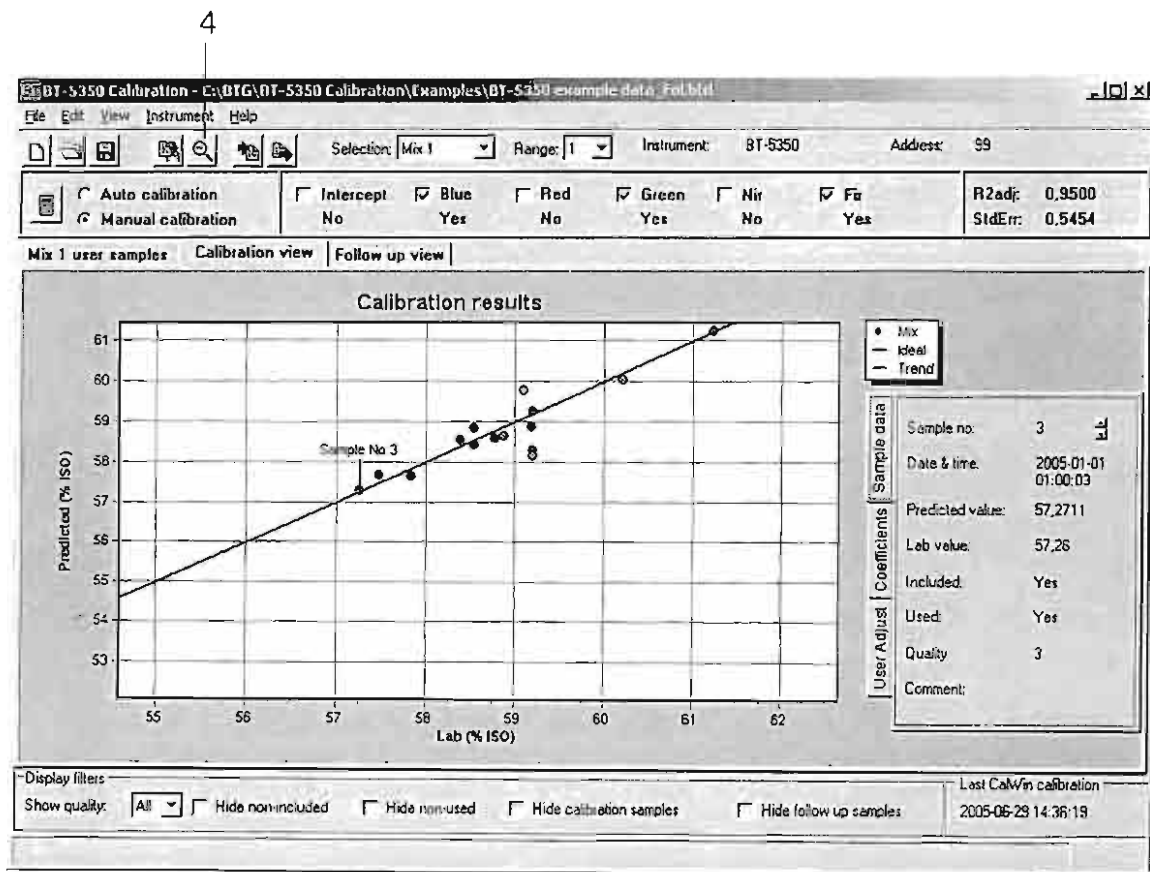 4
BT-5350 Calibration - C:\BTG\BT-5350 Calibration\Examples\BT-5350 example data_Fol.btd
File Edit View Instrument Help
Selection: Mix 1 Range: 1 Instrument: BT-5350 Address: 99
Auto calibration
Manual calibration
Intercept Blue Red Green Nir Fix
No Yes No Yes No Yes
R2adj: 0,9500
StdErr: 0,5454
Mix 1 user samples Calibration view Follow up view
Calibration results
Predicted (% ISO)
61
60
59
58
57
56
55
54
53
Sample No 3
55 56 57 58 59 60 61 62
Lab (% ISO)
Mix
Ideal
Trend
Sample data
Coefficients
User Adjust
Sample no: 3
Date & time: 2005-01-01
01:00:03
Predicted value: 57,2711
Lab value: 57,26
Included: Yes
Used: Yes
Quality 3
Comment:
Display filters
Show quality: All Hide non-included Hide non-used Hide calibration samples Hide follow up samples
Last CalWin calibration
2005-06-29 14:36:19